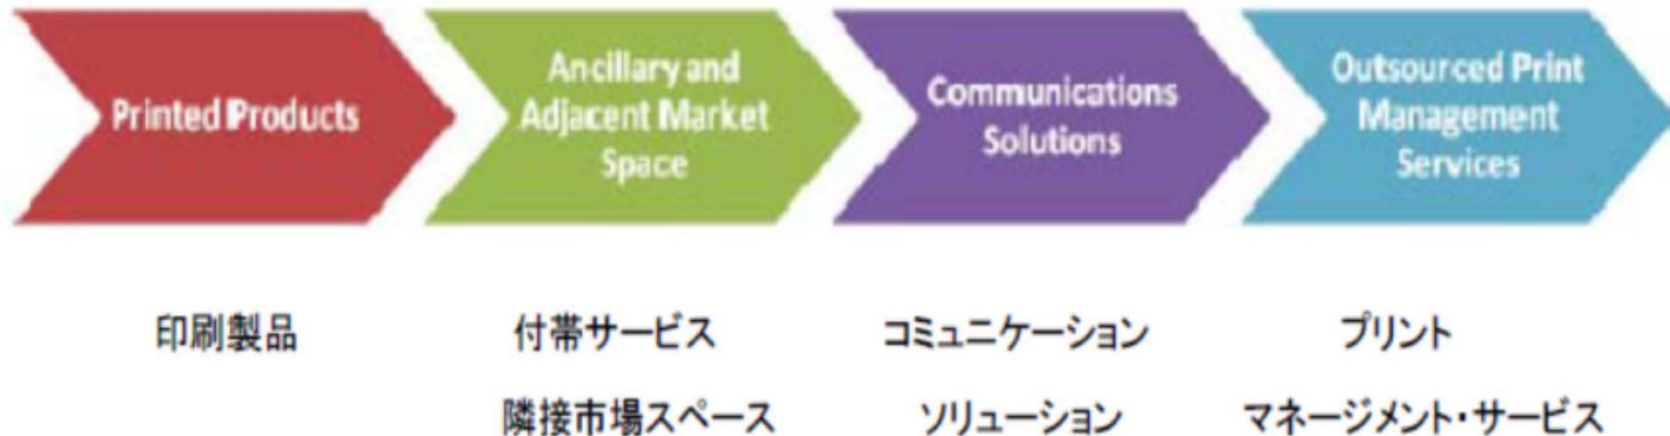 Printed Products
Ancillary and
Adjacent Market
Space
Communications
Solutions
Outsourced Print
Management
Services
印刷製品
付帯サービス
隣接市場スペース
コミュニケーション
ソリューション
プリント
マネージメント・サービス